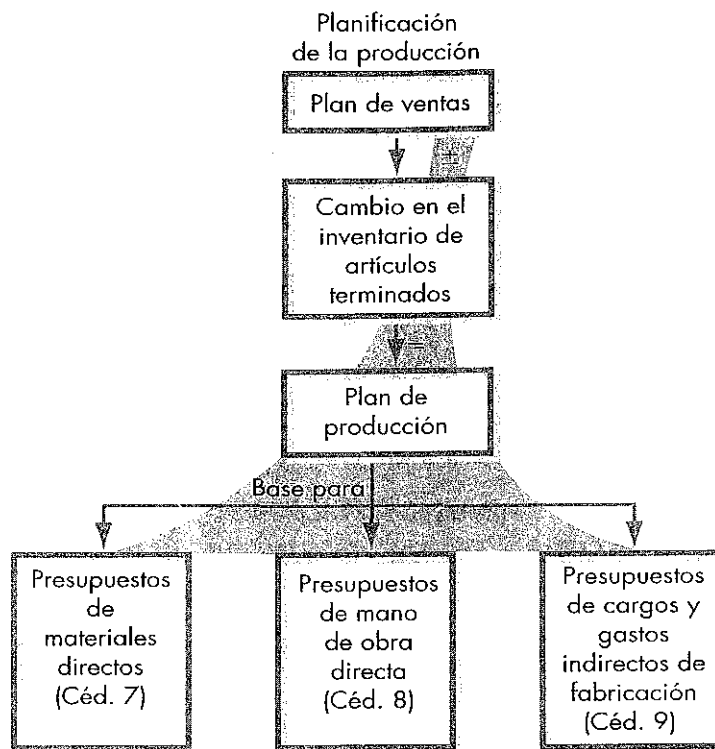 Planificación
de la producción
Plan de ventas
+
Cambio en el
inventario de
artículos
terminados
=
Plan de
producción
Base para
Presupuestos
de
materiales
directos
(Céd. 7)
Presupuestos
de mano
de obra
directa
(Céd. 8)
Presupuestos
de cargos y
gastos
indirectos de
fabricación
(Céd. 9)